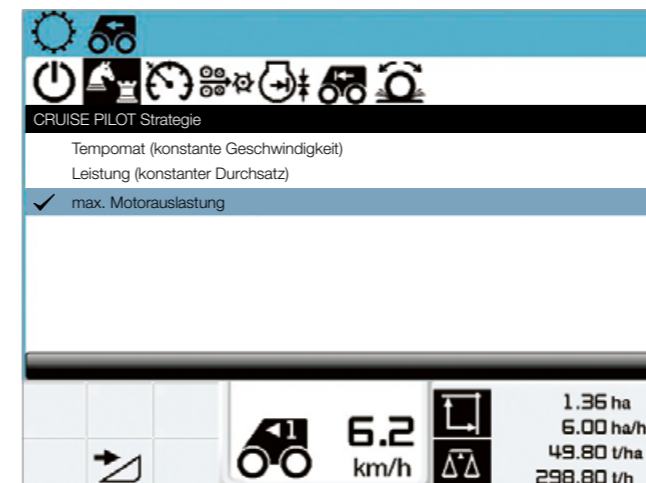 CRUISE PILOT Strategie
Tempomat (konstante Geschwindigkeit)
Leistung (konstanter Durchsatz)
max. Motorauslastung
1
6.2
km/h
1.36 ha
6.00 ha/h
49.80 t/ha
298.80 t/h